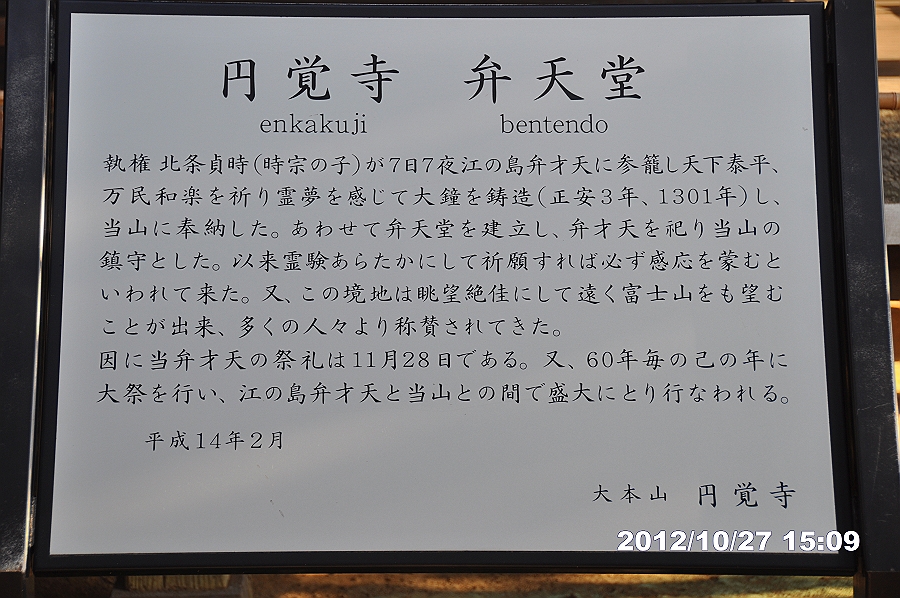 円覚寺 弁天堂
enkakuji bentendo
執権 北条貞時(時宗の子)が7日7夜江の島弁才天に参籠し天下泰平、
万民和楽を祈り霊夢を感じて大鐘を鋳造(正安3年、1301年)し、
当山に奉納した。あわせて弁天堂を建立し、弁才天を祀り当山の
鎮守とした。以来霊験あらたかにして祈願すれば必ず感応を蒙むと
いわれて来た。又、この境地は眺望絶佳にして遠く富士山をも望む
ことが出来、多くの人々より称賛されてきた。
因に当弁才天の祭礼は11月28日である。又、60年毎の己の年に
大祭を行い、江の島弁才天と当山との間で盛大にとり行なわれる。
平成14年2月
大本山 円覚寺
2012/10/27 15:09